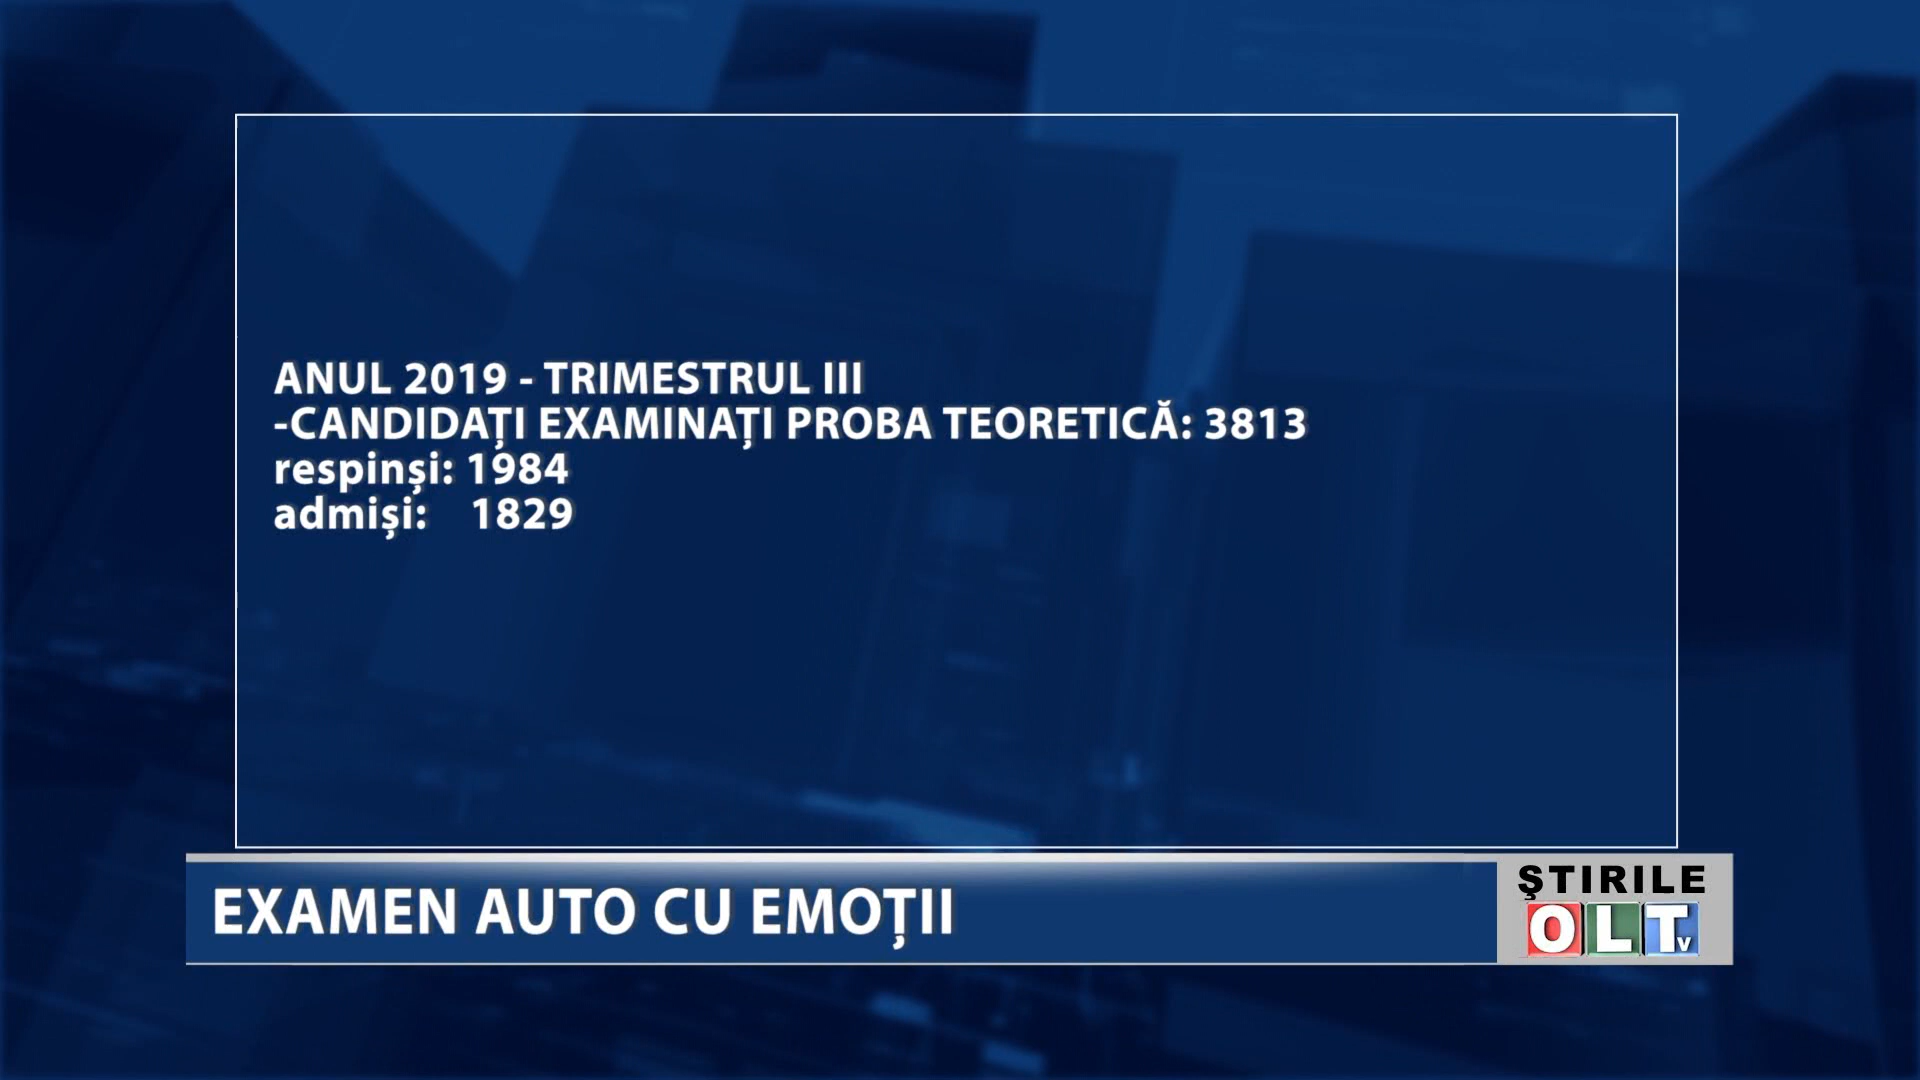 ANUL 2019 - TRIMESTRUL III
-CANDIDAȚI EXAMINAȚI PROBA TEORETICĂ: 3813
respinși: 1984
admiși: 1829
EXAMEN AUTO CU EMOȚII
ŞTIRILE
OLTv